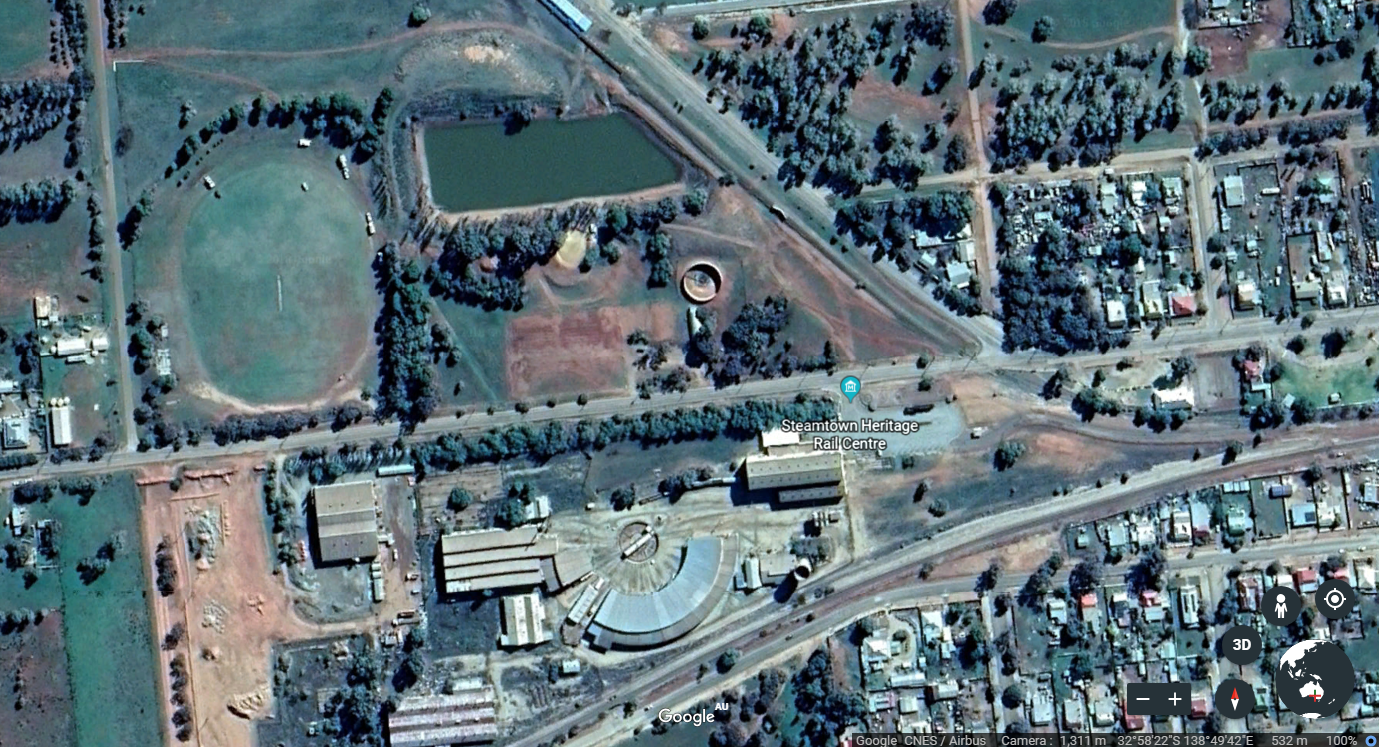 Steamtown Heritage
Rail Centre
3D
Google
AU
Google CNES / Airbus Camera : 1,311 m 32°58'22"S 138°49'42"E 532 m 100%